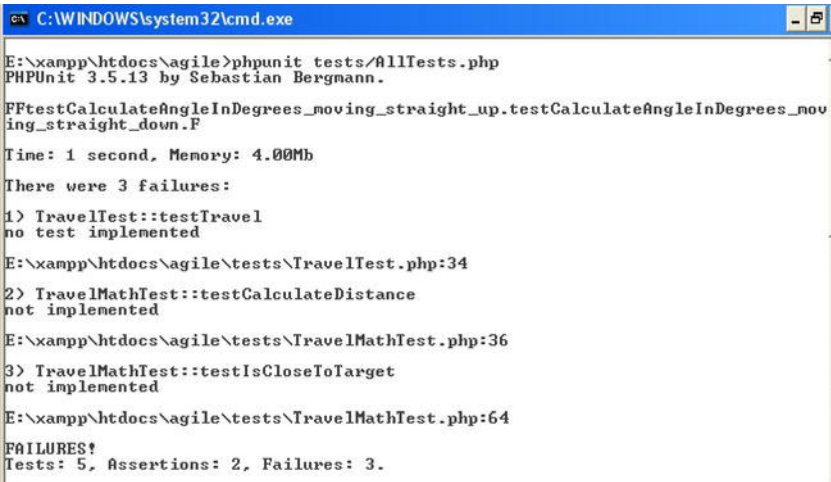 C:\WINDOWS\system32\cmd.exe
E:\xampp\htdocs\agile>phpunit tests/AllTests.php
PHPUnit 3.5.13 by Sebastian Bergmann.
FFtestCalculateAngleInDegrees_moving_straight_up.testCalculateAngleInDegrees_mov
ing_straight_down.F
Time: 1 second, Memory: 4.00Mb
There were 3 failures:
1) TravelTest::testTravel
no test implemented
E:\xampp\htdocs\agile\tests\TravelTest.php:34
2) TravelMathTest::testCalculateDistance
not implemented
E:\xampp\htdocs\agile\tests\TravelMathTest.php:36
3) TravelMathTest::testIsCloseToTarget
not implemented
E:\xampp\htdocs\agile\tests\TravelMathTest.php:64
FAILURES!
Tests: 5, Assertions: 2, Failures: 3.